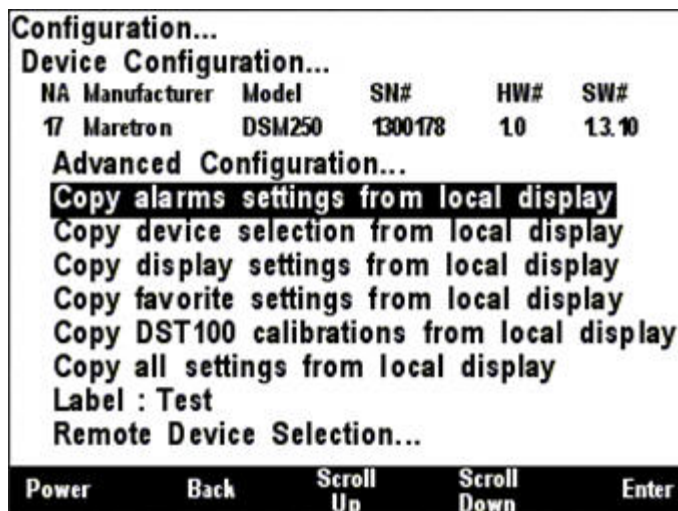 Configuration...
Device Configuration...
NA Manufacturer Model SN# HW# SW#
17 Maretron DSM250 1300178 1.0 1.3.10
Advanced Configuration...
Copy alarms settings from local display
Copy device selection from local display
Copy display settings from local display
Copy favorite settings from local display
Copy DST100 calibrations from local display
Copy all settings from local display
Label : Test
Remote Device Selection...
Power Back Scroll Up Scroll Down Enter